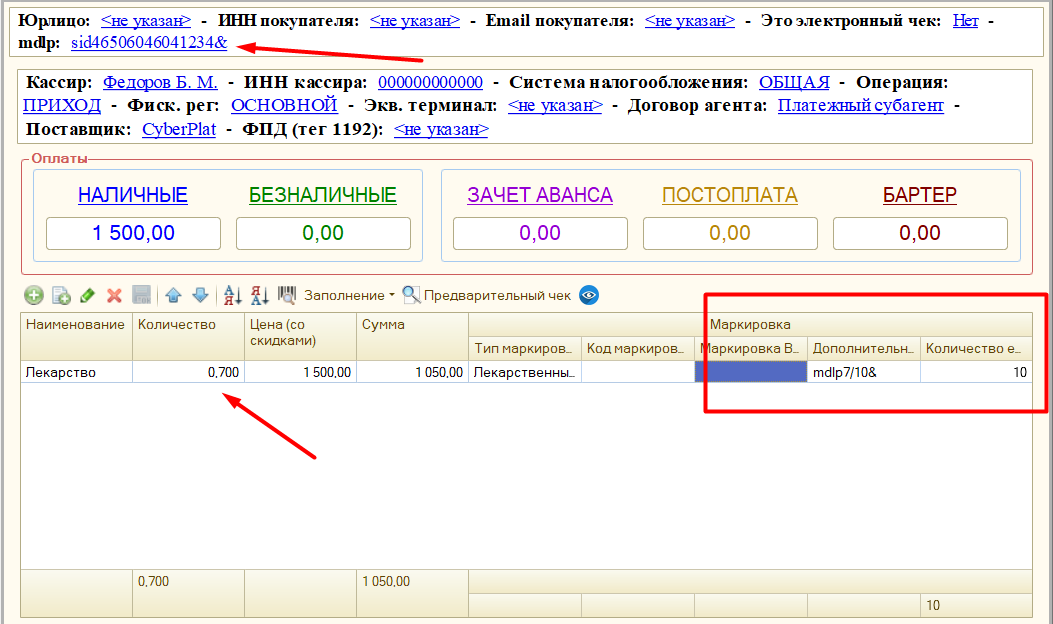 Юрлицо: <не указан> - ИНН покупателя: <не указан> - Email покупателя: <не указан> - Это электронный чек: Нет -
mdlp: sid46506046041234&
Кассир: Федоров Б. М. - ИНН кассира: 000000000000 - Система налогообложения: ОБЩАЯ - Операция:
ПРИХОД - Фиск. рег: ОСНОВНОЙ - Экв. терминал: <не указан> - Договор агента: Платежный субагент -
Поставщик: CyberPlat - ФПД (тег 1192): <не указан>
Оплаты
НАЛИЧНЫЕ БЕЗНАЛИЧНЫЕ ЗАЧЕТ АВАНСА ПОСТОПЛАТА БАРТЕР
1 500,00 0,00 0,00 0,00 0,00
Заполнение Предварительный чек
Наименование Количество Цена (со скидками) Сумма Маркировка
Тип маркиров... Код маркиров... Маркировка В... Дополнительн... Количество е...
Лекарство 0,700 1 500,00 1 050,00 Лекарственны... mdlp7/10& 10
0,700 1 050,00
10